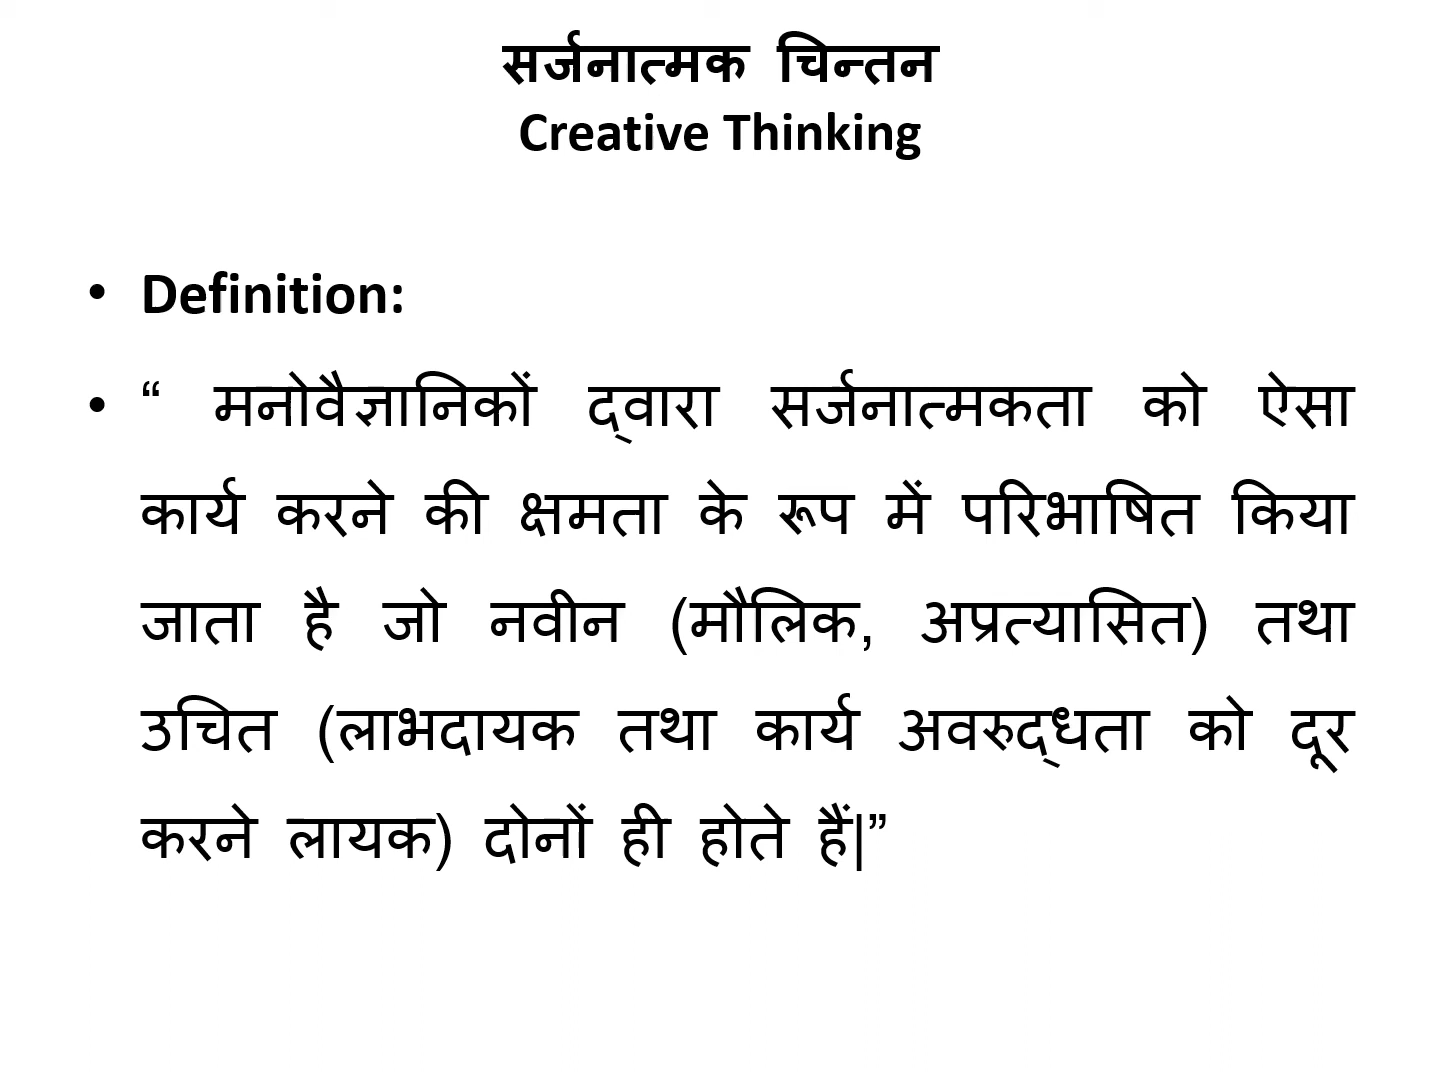 सर्जनात्मक चिन्तन
Creative Thinking
• Definition:
• “ मनोवैज्ञानिकों द्वारा सर्जनात्मकता को ऐसा
कार्य करने की क्षमता के रूप में परिभाषित किया
जाता है जो नवीन (मौलिक, अप्रत्यासित) तथा
उचित (लाभदायक तथा कार्य अवरुद्धता को दूर
करने लायक) दोनों ही होते हैं|”